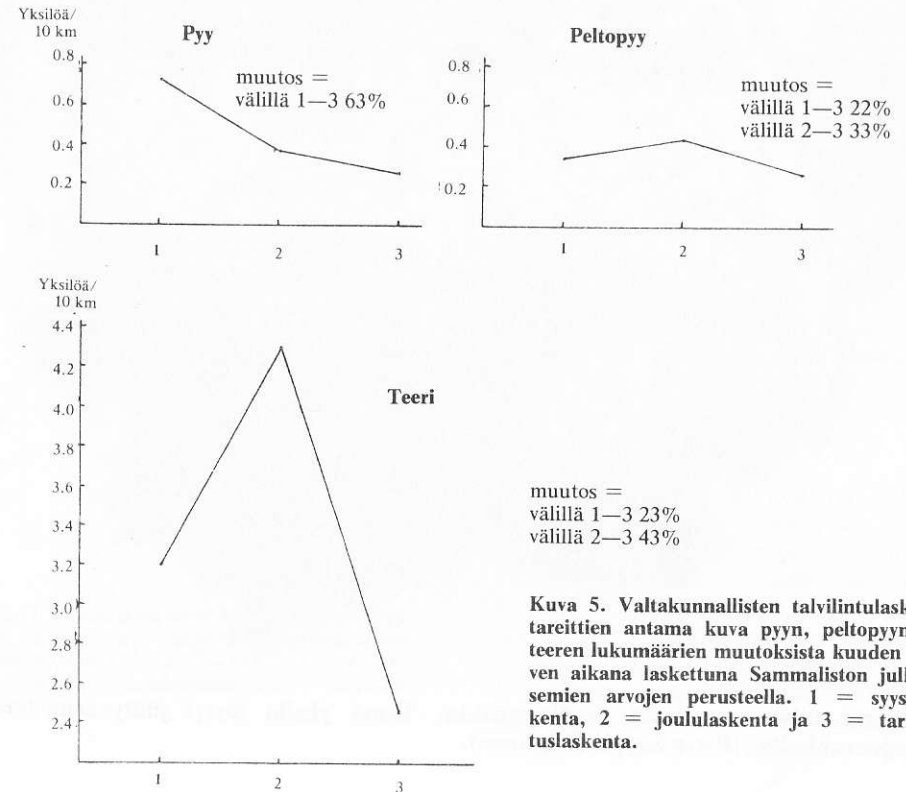 Yksilöä/
10 km
Pyy
0.8
0.6
0.4
0.2
muutos =
välillä 1—3 63%
1
2
3
Peltopyy
0.8
0.6
0.4
0.2
muutos =
välillä 1—3 22%
välillä 2—3 33%
1
2
3
Yksilöä/
10 km
4.4
4.2
4.0
3.8
3.6
3.4
3.2
3.0
2.8
2.6
2.4
Teeri
1
2
3
muutos =
välillä 1—3 23%
välillä 2—3 43%
Kuva 5. Valtakunnallisten talvilintulask
tareittien antama kuva pyyn, peltopyyn
teeren lukumäärien muutoksista kuuden
ven aikana laskettuna Sammaliston jull
semien arvojen perusteella. 1 = syys
kenta, 2 = joululaskenta ja 3 = tar
tuslaskenta.